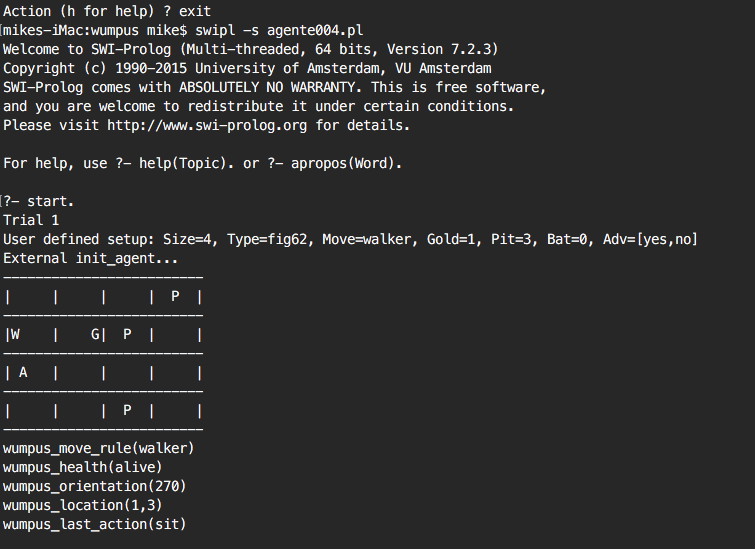 Action (h for help) ? exit
[mikes-iMac:wumpus mike$ swipl -s agente004.pl
Welcome to SWI-Prolog (Multi-threaded, 64 bits, Version 7.2.3)
Copyright (c) 1990-2015 University of Amsterdam, VU Amsterdam
SWI-Prolog comes with ABSOLUTELY NO WARRANTY. This is free software,
and you are welcome to redistribute it under certain conditions.
Please visit http://www.swi-prolog.org for details.

For help, use ?- help(Topic). or ?- apropos(Word).

[?- start.
Trial 1
User defined setup: Size=4, Type=fig62, Move=walker, Gold=1, Pit=3, Bat=0, Adv=[yes,no]
External init_agent...
-------------------------
|     |     |     |  P  |
-------------------------
|W    |    G|  P  |     |
-------------------------
| A   |     |     |     |
-------------------------
|     |     |  P  |     |
-------------------------
wumpus_move_rule(walker)
wumpus_health(alive)
wumpus_orientation(270)
wumpus_location(1,3)
wumpus_last_action(sit)